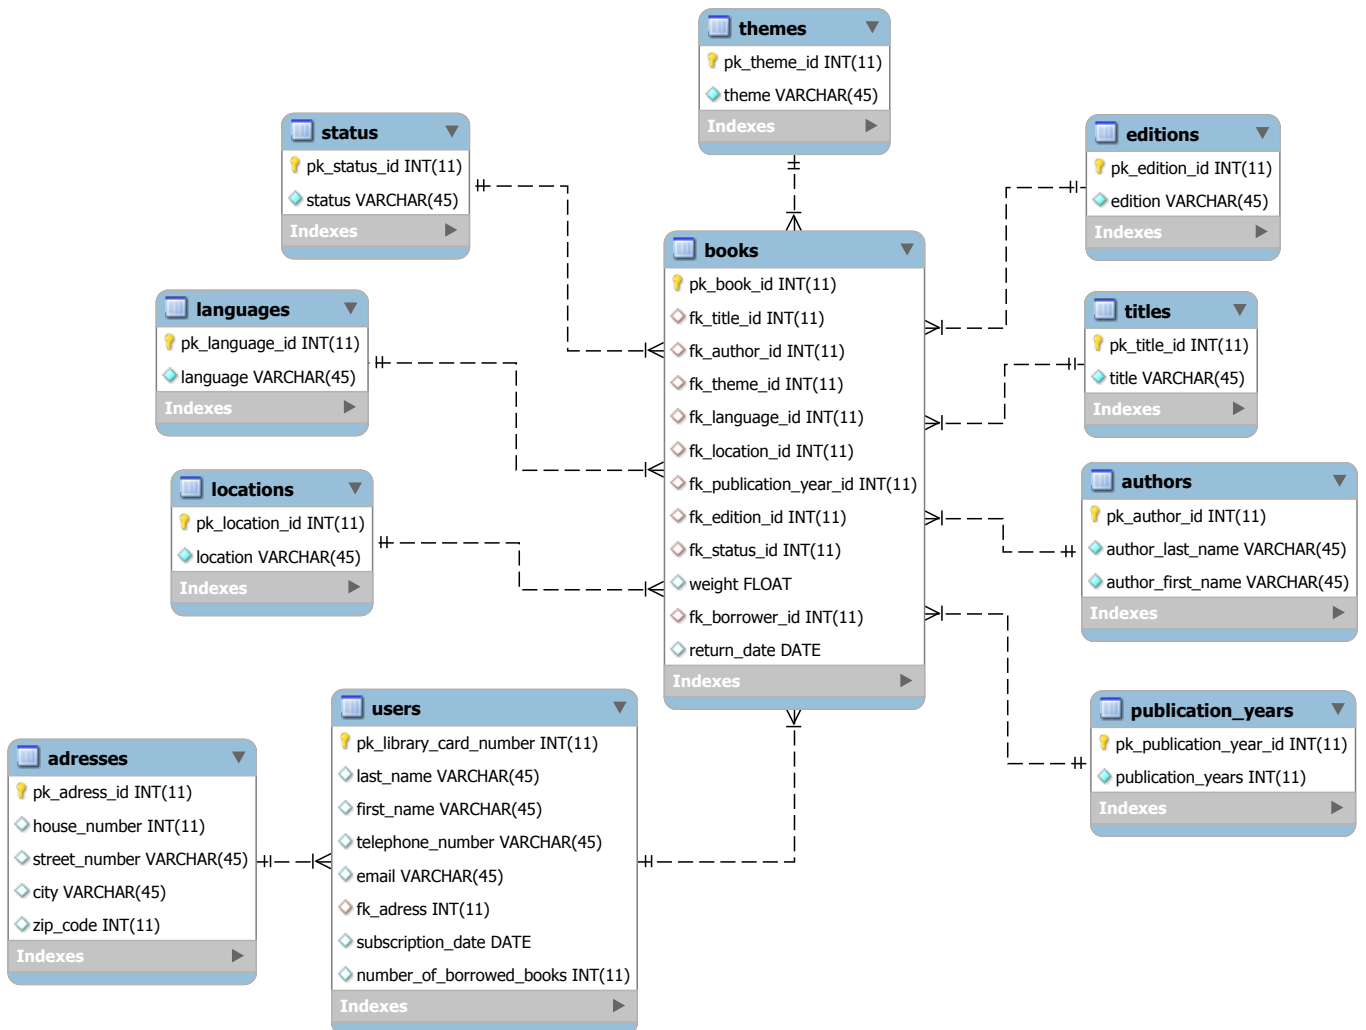 themes
pk_theme_id INT(11)
theme VARCHAR(45)
Indexes
status
pk_status_id INT(11)
status VARCHAR(45)
Indexes
editions
pk_edition_id INT(11)
edition VARCHAR(45)
Indexes
books
pk_book_id INT(11)
fk_title_id INT(11)
fk_author_id INT(11)
fk_theme_id INT(11)
fk_language_id INT(11)
fk_location_id INT(11)
fk_publication_year_id INT(11)
fk_edition_id INT(11)
fk_status_id INT(11)
weight FLOAT
fk_borrower_id INT(11)
return_date DATE
Indexes
languages
pk_language_id INT(11)
language VARCHAR(45)
Indexes
titles
pk_title_id INT(11)
title VARCHAR(45)
Indexes
locations
pk_location_id INT(11)
location VARCHAR(45)
Indexes
authors
pk_author_id INT(11)
author_last_name VARCHAR(45)
author_first_name VARCHAR(45)
Indexes
users
pk_library_card_number INT(11)
last_name VARCHAR(45)
first_name VARCHAR(45)
telephone_number VARCHAR(45)
email VARCHAR(45)
fk_adress INT(11)
subscription_date DATE
number_of_borrowed_books INT(11)
Indexes
publication_years
pk_publication_year_id INT(11)
publication_years INT(11)
Indexes
adresses
pk_adress_id INT(11)
house_number INT(11)
street_number VARCHAR(45)
city VARCHAR(45)
zip_code INT(11)
Indexes